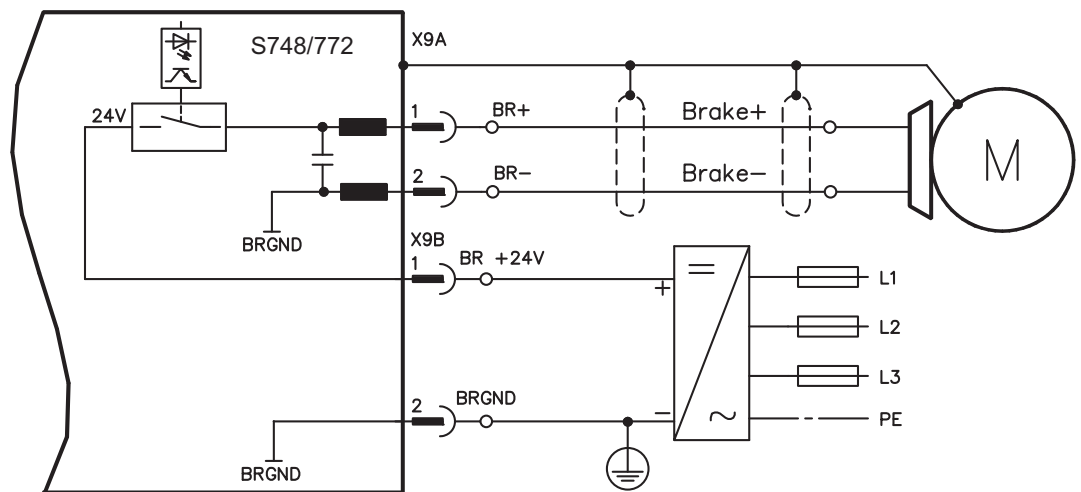 S748/772
X9A
24V
1
BR+
Brake+
2
BR-
Brake-
M
BRGND
X9B
1
BR +24V
+
L1
L2
L3
2
BRGND
-
PE
BRGND